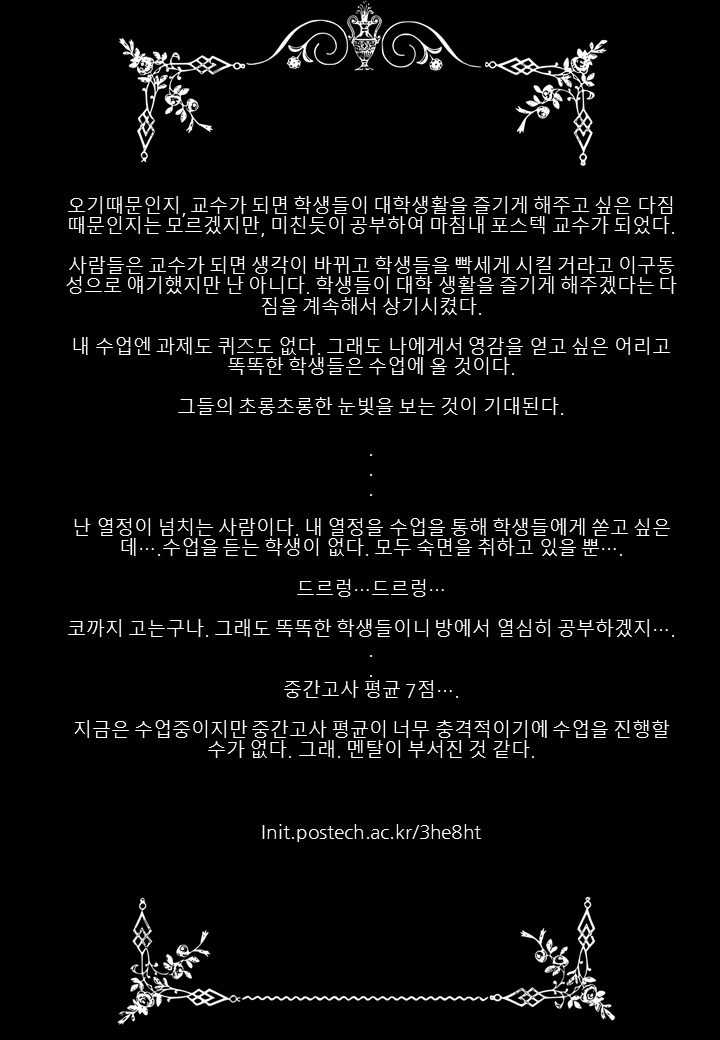 오기때문인지, 교수가 되면 학생들이 대학생활을 즐기게 해주고 싶은 다짐
때문인지는 모르겠지만, 미친듯이 공부하여 마침내 포스텍 교수가 되었다.
사람들은 교수가 되면 생각이 바뀌고 학생들을 빡세게 시킬 거라고 이구동
성으로 얘기했지만 난 아니다. 학생들이 대학 생활을 즐기게 해주겠다는 다
짐을 계속해서 상기시켰다.
내 수업엔 과제도 퀴즈도 없다. 그래도 나에게서 영감을 얻고 싶은 어리고
똑똑한 학생들은 수업에 올 것이다.
그들의 초롱초롱한 눈빛을 보는 것이 기대된다.
.
.
.
난 열정이 넘치는 사람이다. 내 열정을 수업을 통해 학생들에게 쏟고 싶은
데….수업을 듣는 학생이 없다. 모두 숙면을 취하고 있을 뿐….
드르렁…드르렁…
코까지 고는구나. 그래도 똑똑한 학생들이니 방에서 열심히 공부하겠지….
.
.
중간고사 평균 7점….
지금은 수업중이지만 중간고사 평균이 너무 충격적이기에 수업을 진행할
수가 없다. 그래. 멘탈이 부서진 것 같다.
Init.postech.ac.kr/3he8ht